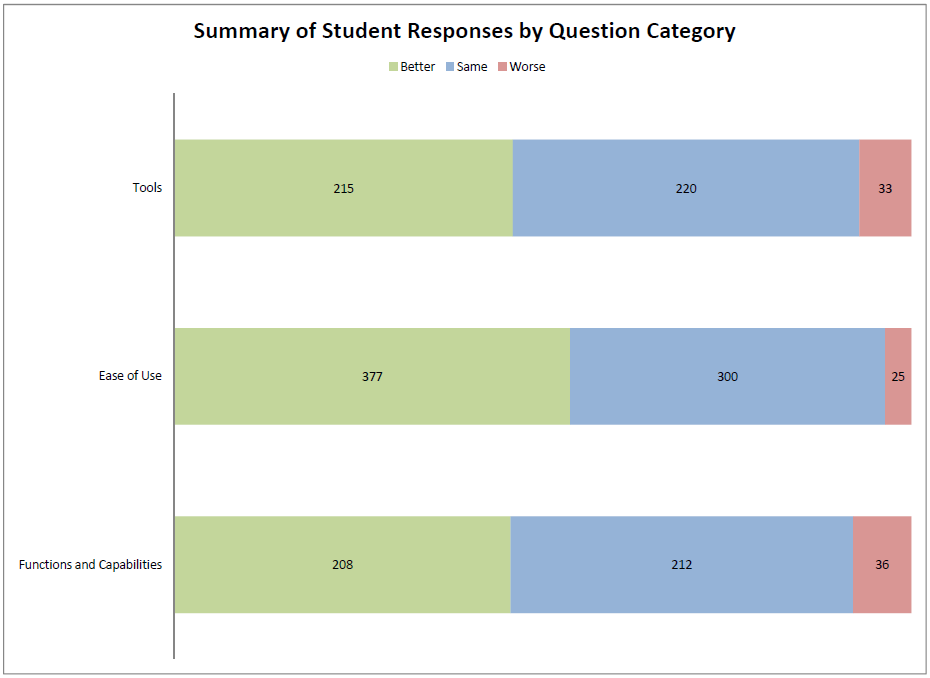 Summary of Student Responses by Question Category
Better Same Worse
Tools 215 220 33
Ease of Use 377 300 25
Functions and Capabilities 208 212 36